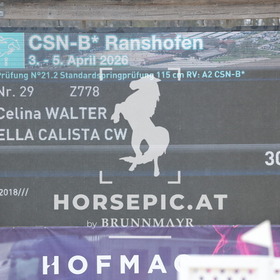 CSN-B* Ranshofen
3. - 5. April 2026
Prüfung N°21.2 Standardspringprüfung 115 cm RV: A2 CSN-B*
Nr. 29 Z778
Celina WALTER
ELLA CALISTA CW
30
2018///
HORSEPIC.AT
by BRUNNMAYR
HOFMA